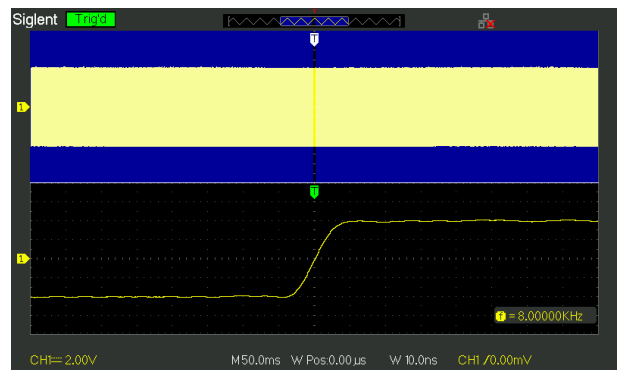 Siglent Trig'd
T
1
T
1
f = 8.00000KHz
CH1 2.00V M50.0ms W Pos:0.00µs W 10.0ns CH1 0.00mV